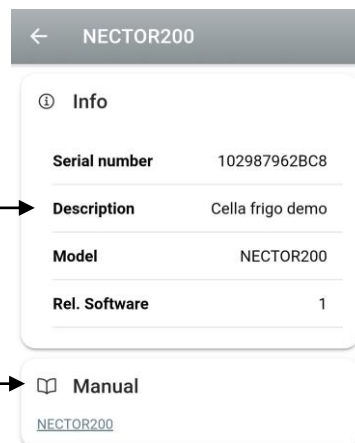 NECTOR200
Info
Serial number 102987962BC8
Description Cella frigo demo
Model NECTOR200
Rel. Software 1
Manual
NECTOR200